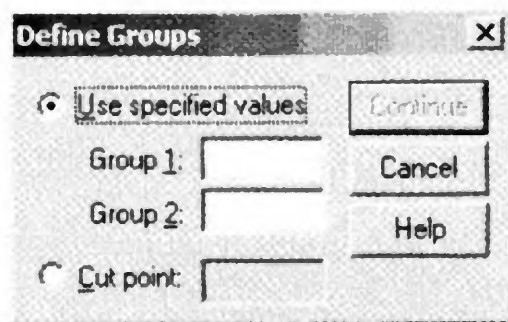 Define Groups
Use specified values
Continue
Group 1:
Cancel
Group 2:
Help
Cut point: